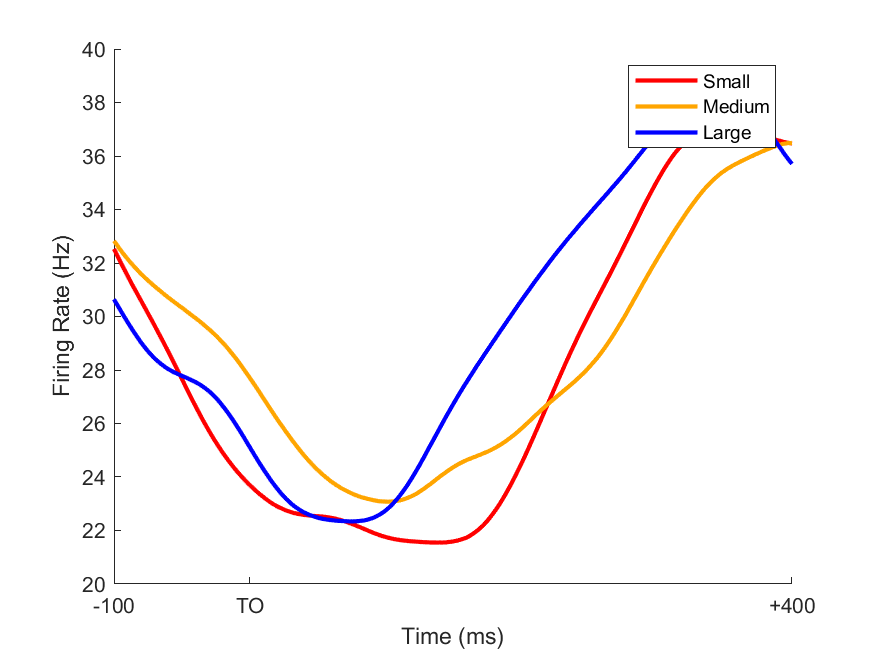 40
38
36
34
32
30
28
26
24
22
20
Firing Rate (Hz)
Small
Medium
Large
-100 TO +400
Time (ms)